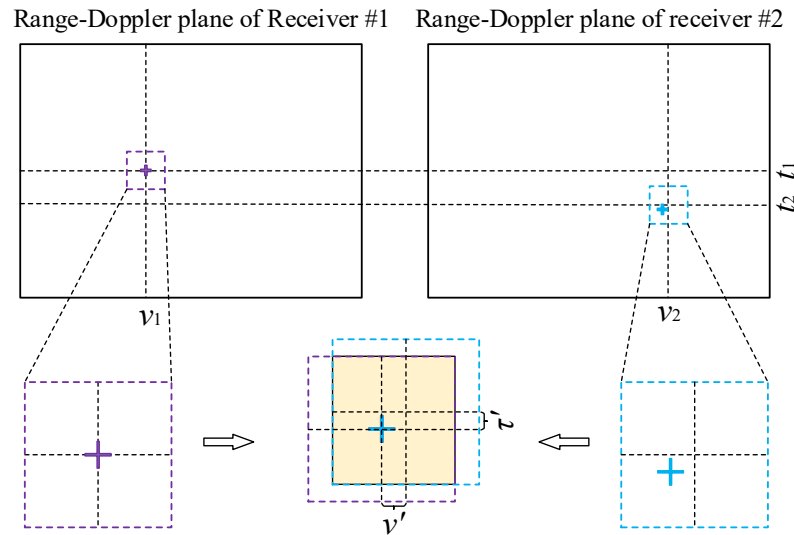 Range-Doppler plane of Receiver #1
Range-Doppler plane of receiver #2
t1
t2
v1
v2
τ'
v'